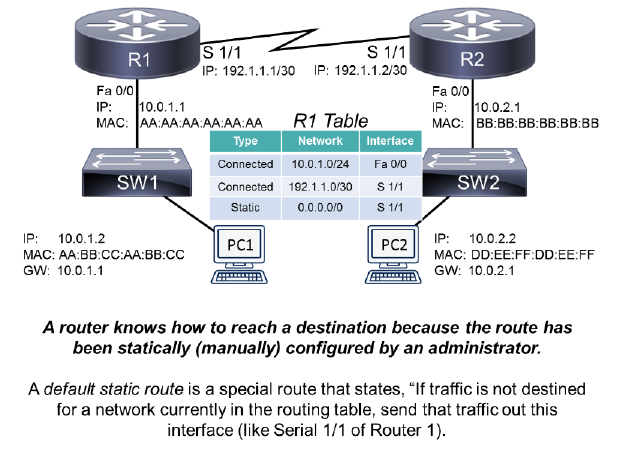 R1
R2
S 1/1
S 1/1
IP: 192.1.1.1/30
IP: 192.1.1.2/30
Fa 0/0
IP: 10.0.1.1
MAC: AA:AA:AA:AA:AA:AA
Fa 0/0
IP: 10.0.2.1
MAC: BB:BB:BB:BB:BB:BB
R1 Table
Type Network Interface
Connected 10.0.1.0/24 Fa 0/0
Connected 192.1.1.0/30 S 1/1
Static 0.0.0.0/0 S 1/1
SW1
SW2
IP: 10.0.1.2
MAC: AA:BB:CC:AA:BB:CC
GW: 10.0.1.1
PC1
PC2
IP: 10.0.2.2
MAC: DD:EE:FF:DD:EE:FF
GW: 10.0.2.1
A router knows how to reach a destination because the route has
been statically (manually) configured by an administrator.
A default static route is a special route that states, “If traffic is not destined
for a network currently in the routing table, send that traffic out this
interface (like Serial 1/1 of Router 1).